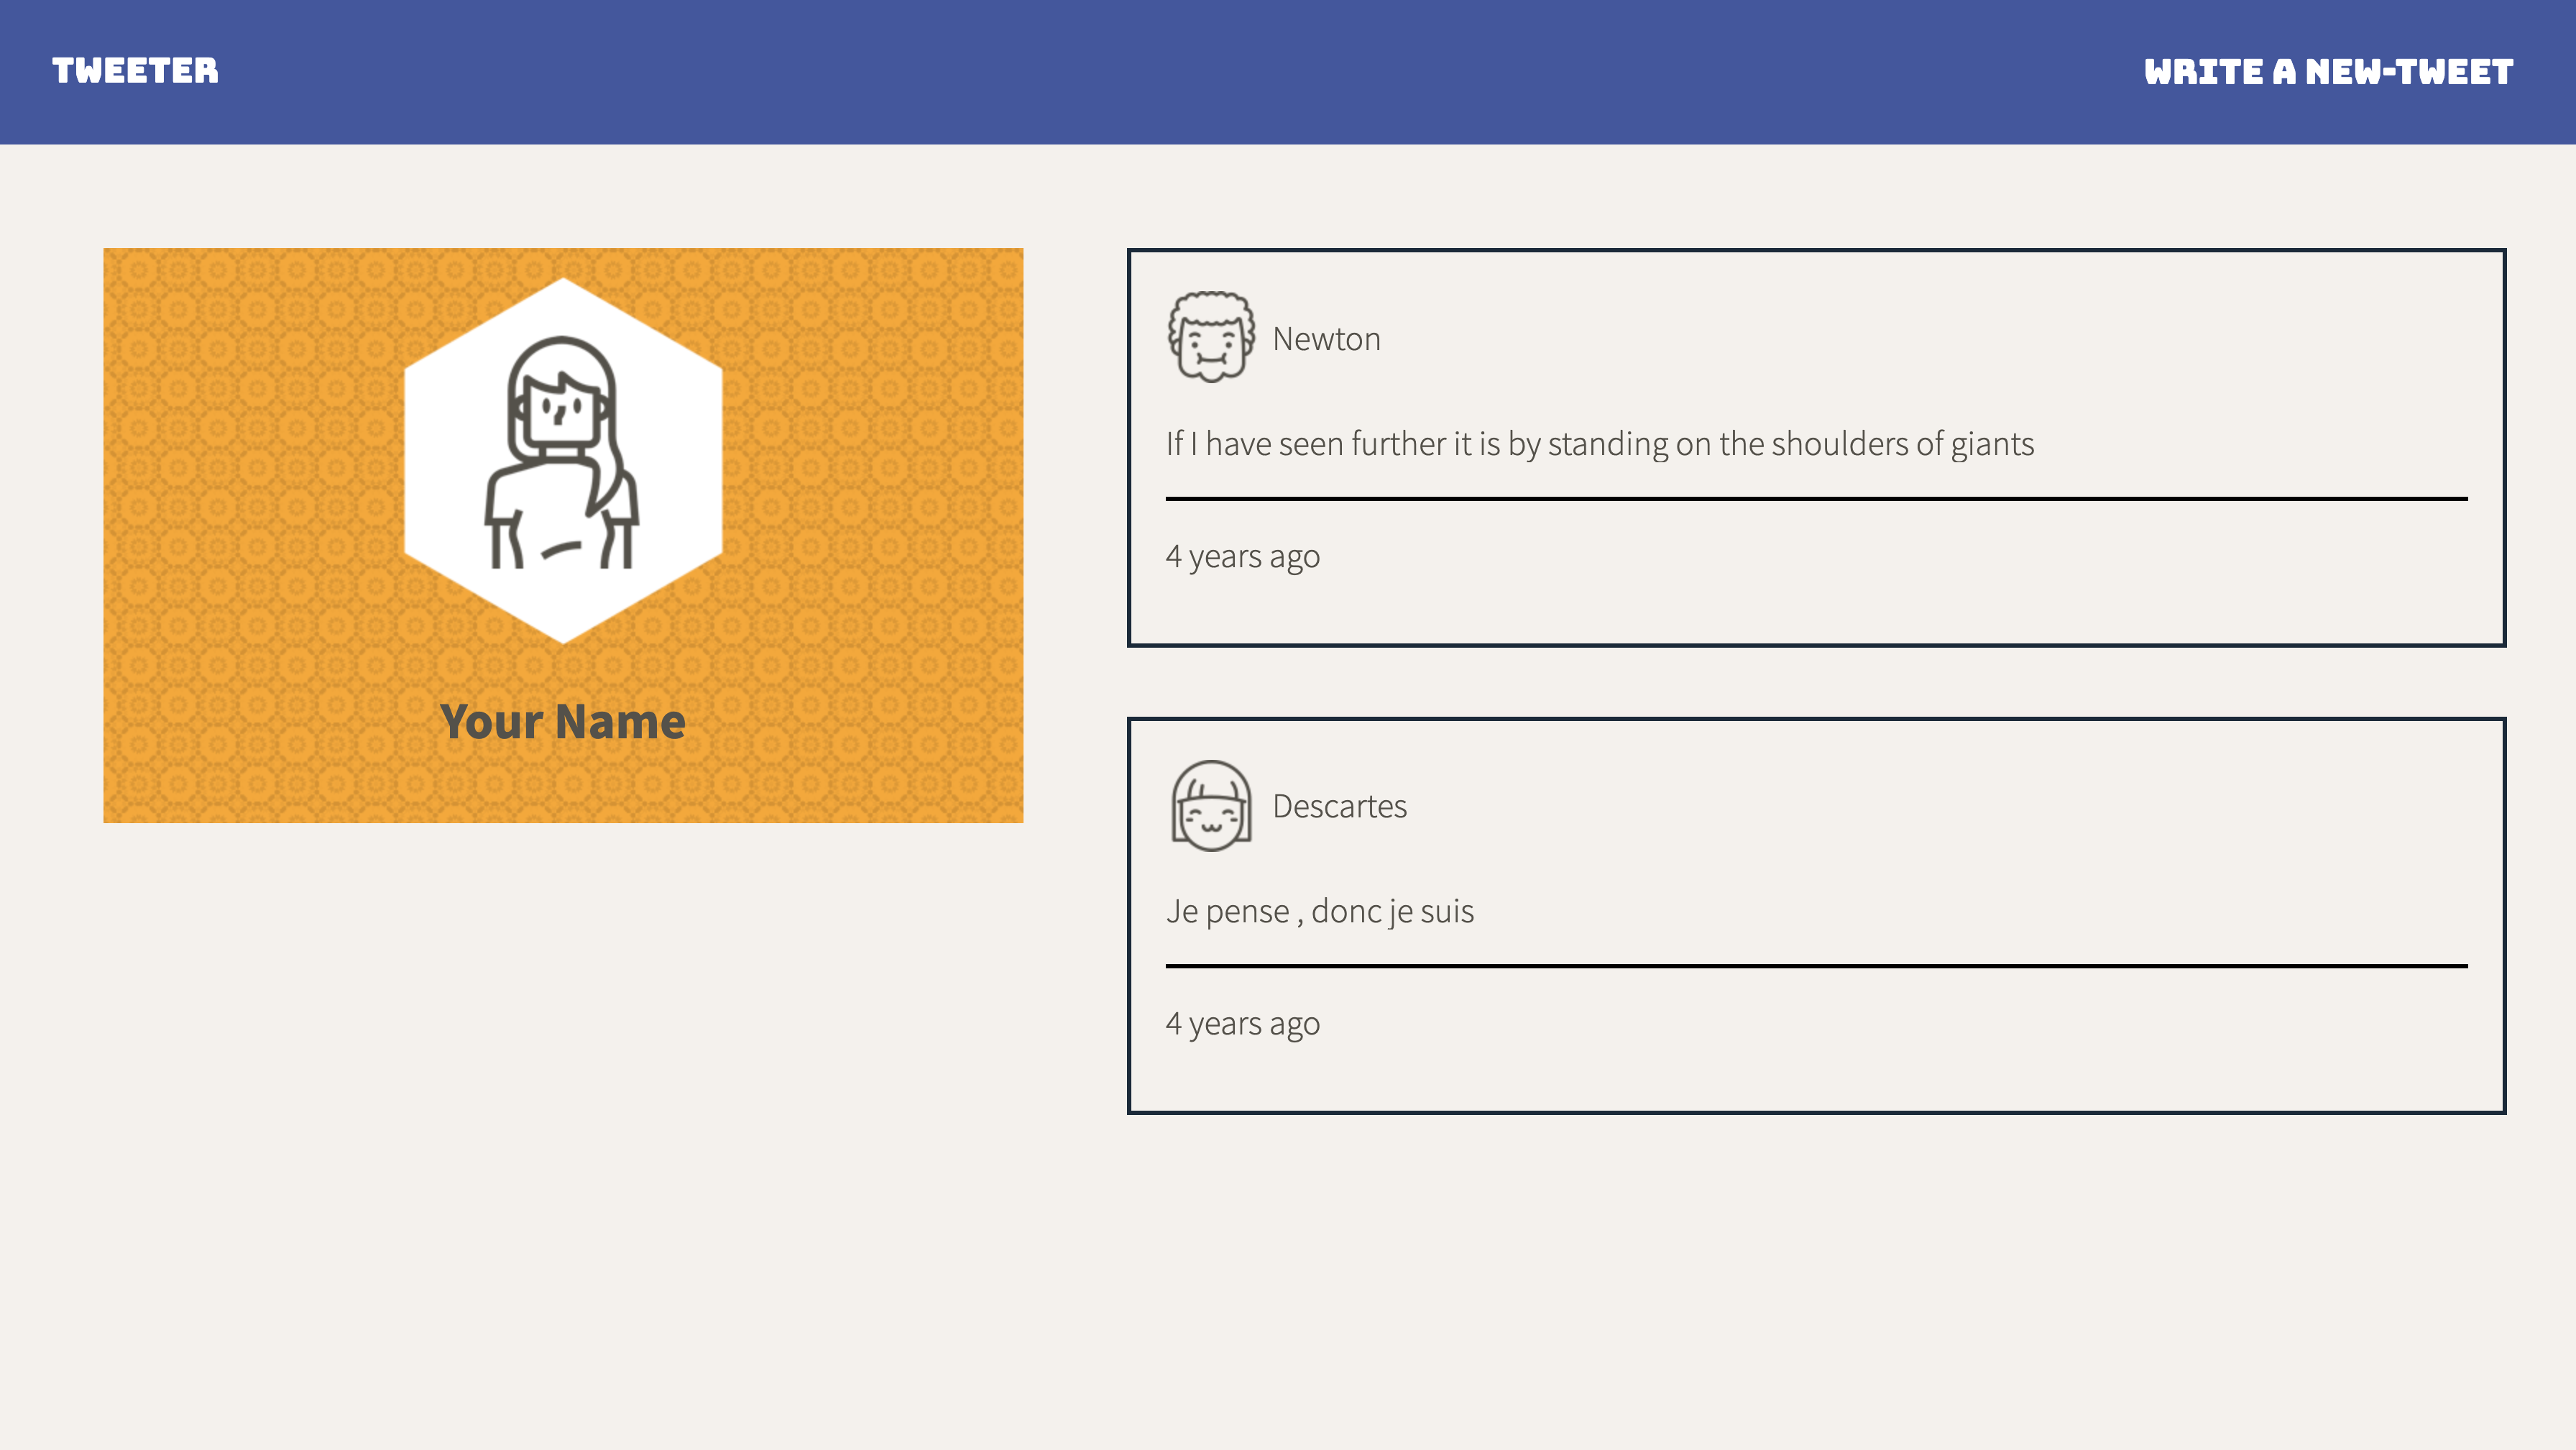 TWEETER
WRITE A NEW-TWEET
Your Name
Newton
If I have seen further it is by standing on the shoulders of giants
4 years ago
Descartes
Je pense , donc je suis
4 years ago